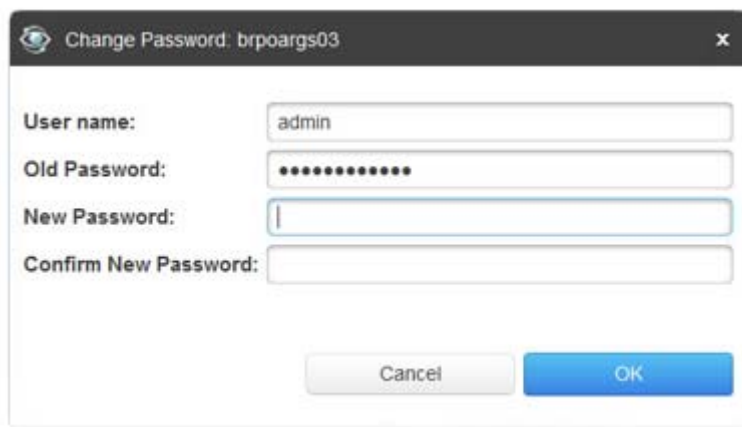 Change Password: brpoargs03 x
User name: admin
Old Password: ••••••••••••
New Password:
Confirm New Password:
Cancel OK